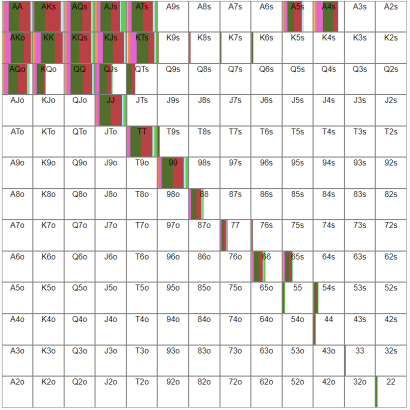 AA AKs AQs AJs ATs A9s A8s A7s A6s A5s A4s A3s A2s
AKo KK KQs KJs KTs K9s K8s K7s K6s K5s K4s K3s K2s
AQo KQo QQ QJs QTs Q9s Q8s Q7s Q6s Q5s Q4s Q3s Q2s
AJo KJo QJo JJ JTs J9s J8s J7s J6s J5s J4s J3s J2s
ATo KTo QTo JTo TT T9s T8s T7s T6s T5s T4s T3s T2s
A9o K9o Q9o J9o T9o 99 98s 97s 96s 95s 94s 93s 92s
A8o K8o Q8o J8o T8o 98o 88 87s 86s 85s 84s 83s 82s
A7o K7o Q7o J7o T7o 97o 87o 77 76s 75s 74s 73s 72s
A6o K6o Q6o J6o T6o 96o 86o 76o 66 65s 64s 63s 62s
A5o K5o Q5o J5o T5o 95o 85o 75o 65o 55 54s 53s 52s
A4o K4o Q4o J4o T4o 94o 84o 74o 64o 54o 44 43s 42s
A3o K3o Q3o J3o T3o 93o 83o 73o 63o 53o 43o 33 32s
A2o K2o Q2o J2o T2o 92o 82o 72o 62o 52o 42o 32o 22